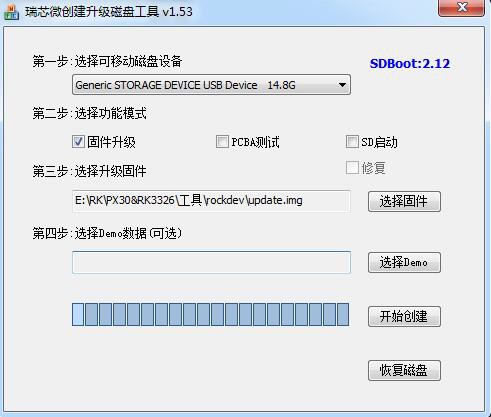 瑞芯微创建升级磁盘工具 v1.53
第一步:选择可移动磁盘设备
SDBoot:2.12
Generic STORAGE DEVICE USB Device 14.8G
第二步:选择功能模式
固件升级 PCBA测试 SD启动
修复
第三步:选择升级固件
E:\RK\PX30&RK3326\工具\rockdev\update.img 选择固件
第四步:选择Demo数据(可选)
选择Demo
开始创建
恢复磁盘